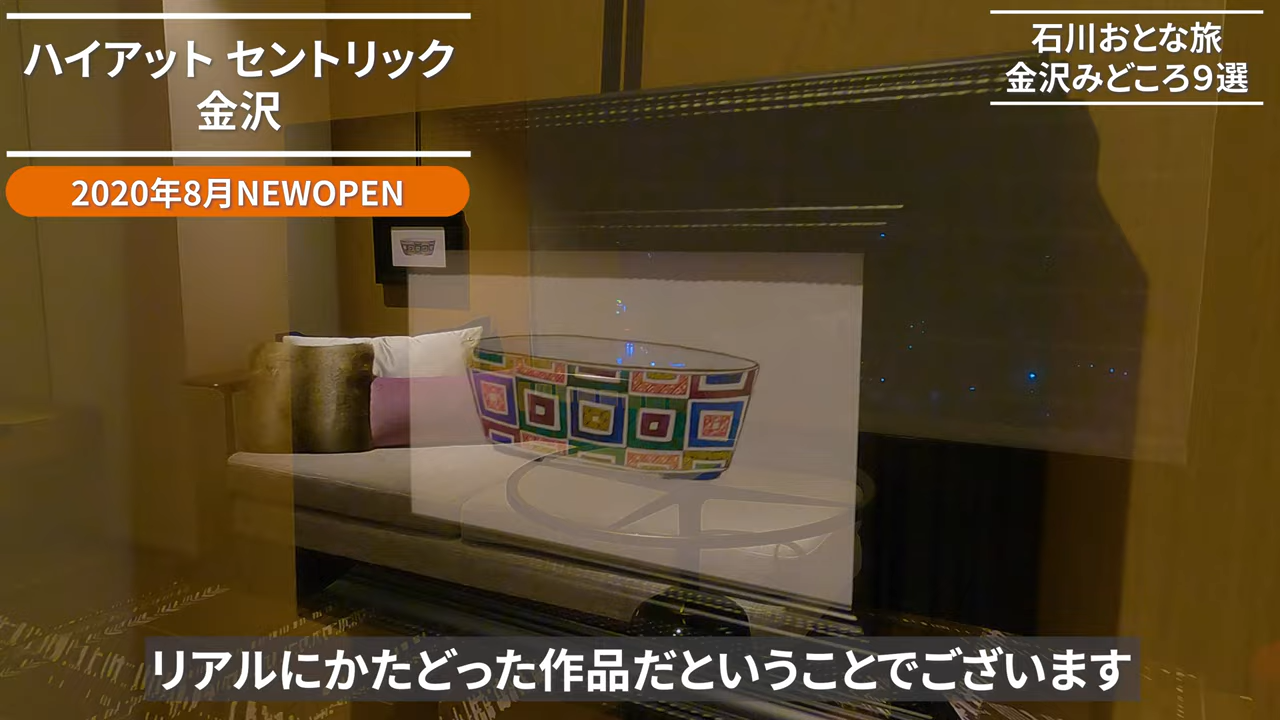 ハイアット セントリック
金沢
2020年8月NEWOPEN
石川おとな旅
金沢みどころ9選
リアルにかたどった作品だということでございます